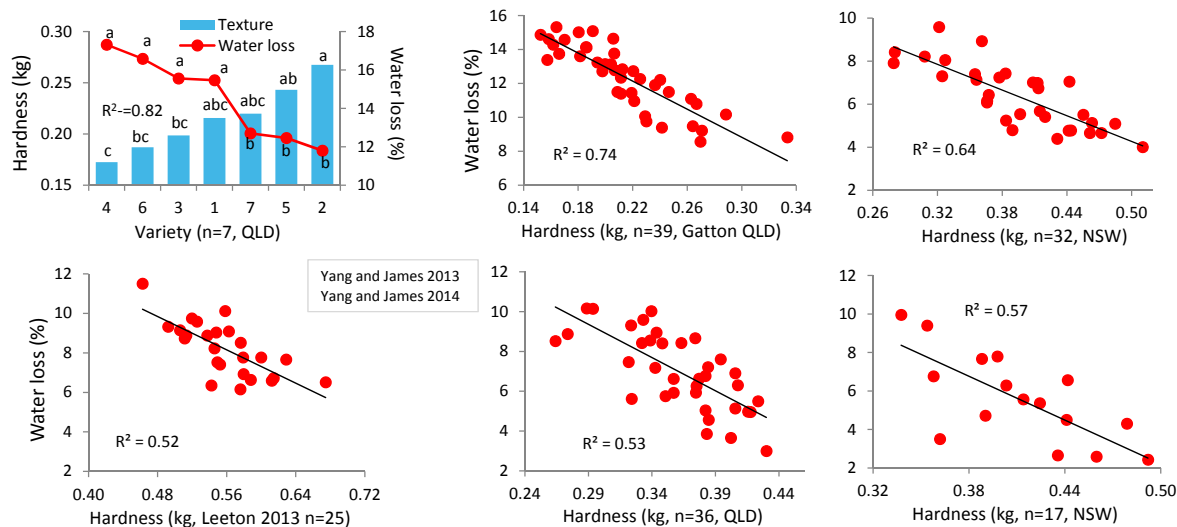 Texture
Water loss
Hardness (kg)
0.30
0.25
0.20
0.15
18
16
14
12
10
Water loss (%)
a
a
a
a
R²-=0.82
c
bc
bc
abc
abc
ab
a
b
b
b
4 6 3 1 7 5 2
Variety (n=7, QLD)
Water loss (%)
16
14
12
10
8
6
R² = 0.74
0.14 0.18 0.22 0.26 0.30 0.34
Hardness (kg, n=39, Gatton QLD)
10
8
6
4
2
R² = 0.64
0.26 0.32 0.38 0.44 0.50
Hardness (kg, n=32, NSW)
Yang and James 2013
Yang and James 2014
Water loss (%)
12
10
8
6
4
2
R² = 0.52
0.40 0.48 0.56 0.64 0.72
Hardness (kg, Leeton 2013 n=25)
Water loss (%)
12
10
8
6
4
2
R² = 0.53
0.24 0.29 0.34 0.39 0.44
Hardness (kg, n=36, QLD)
12
10
8
6
4
2
R² = 0.57
0.32 0.38 0.44 0.50
Hardness (kg, n=17, NSW)